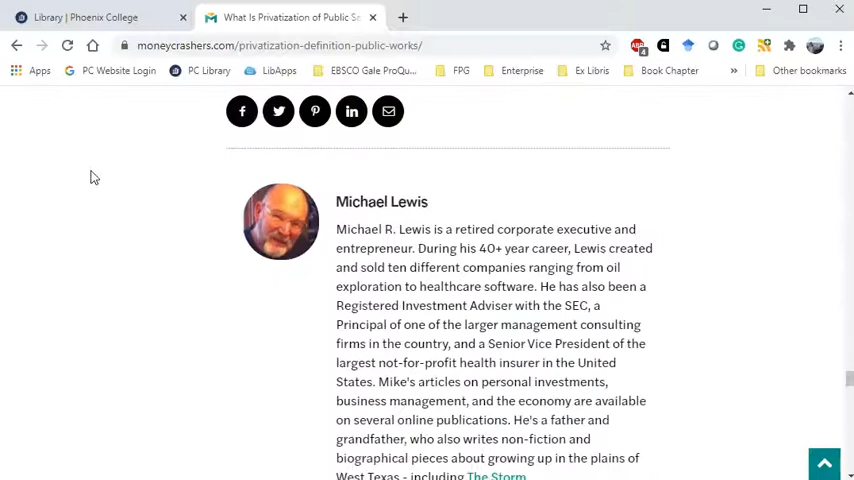 Library | Phoenix College
What Is Privatization of Public Se
moneycrashers.com/privatization-definition-public-works/
Apps
PC Website Login
PC Library
LibApps
EBSCO Gale ProQu...
FPG
Enterprise
Ex Libris
Book Chapter
Other bookmarks
Michael Lewis
Michael R. Lewis is a retired corporate executive and
entrepreneur. During his 40+ year career, Lewis created
and sold ten different companies ranging from oil
exploration to healthcare software. He has also been a
Registered Investment Adviser with the SEC, a
Principal of one of the larger management consulting
firms in the country, and a Senior Vice President of the
largest not-for-profit health insurer in the United
States. Mike's articles on personal investments,
business management, and the economy are available
on several online publications. He's a father and
grandfather, who also writes non-fiction and
biographical pieces about growing up in the plains of
West Texas - including The Storm.